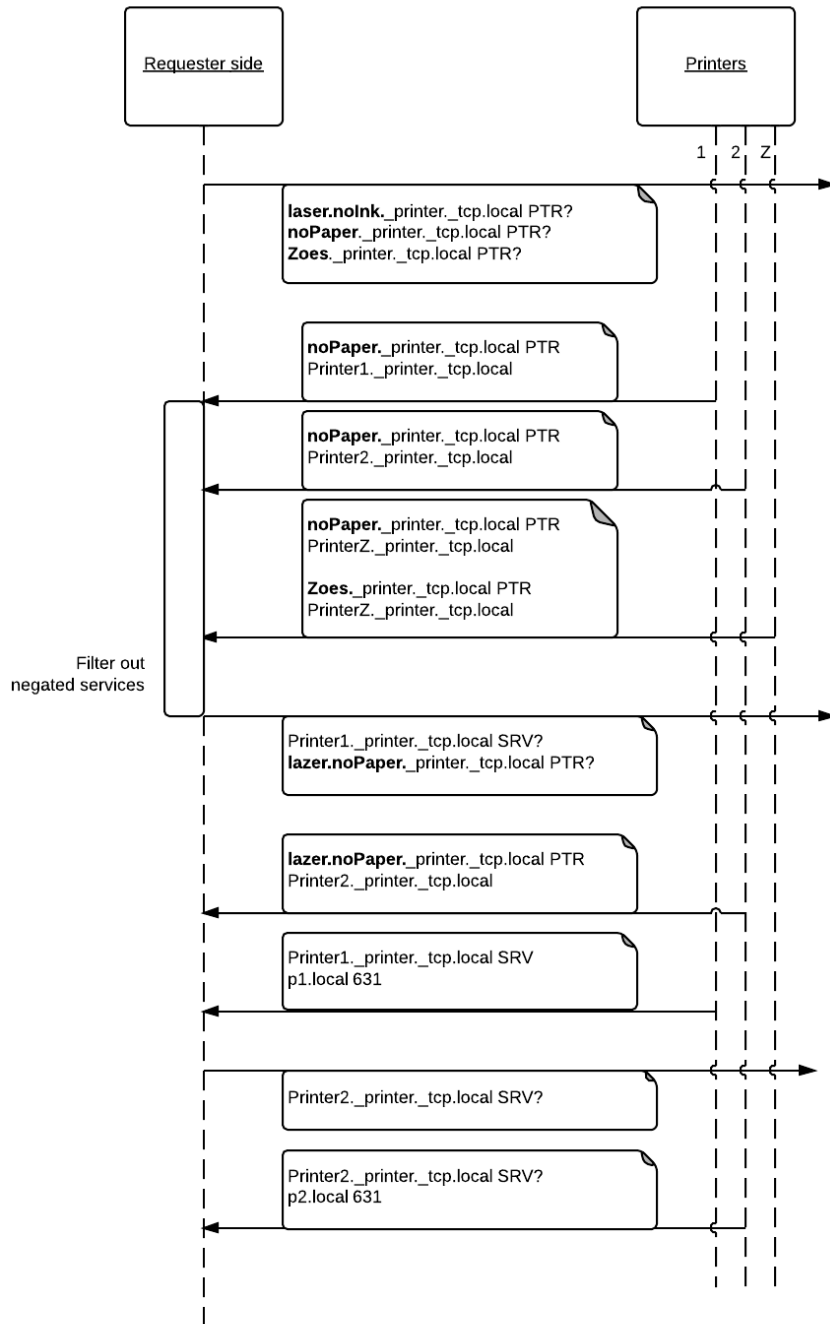 Requester side
Printers
1
2
Z
laser.noInk._printer._tcp.local PTR?
noPaper._printer._tcp.local PTR?
Zoes._printer._tcp.local PTR?
noPaper._printer._tcp.local PTR
Printer1._printer._tcp.local
noPaper._printer._tcp.local PTR
Printer2._printer._tcp.local
noPaper._printer._tcp.local PTR
PrinterZ._printer._tcp.local
Zoes._printer._tcp.local PTR
PrinterZ._printer._tcp.local
Filter out
negated services
Printer1._printer._tcp.local SRV?
lazer.noPaper._printer._tcp.local PTR?
lazer.noPaper._printer._tcp.local PTR
Printer2._printer._tcp.local
Printer1._printer._tcp.local SRV
p1.local 631
Printer2._printer._tcp.local SRV?
Printer2._printer._tcp.local SRV?
p2.local 631